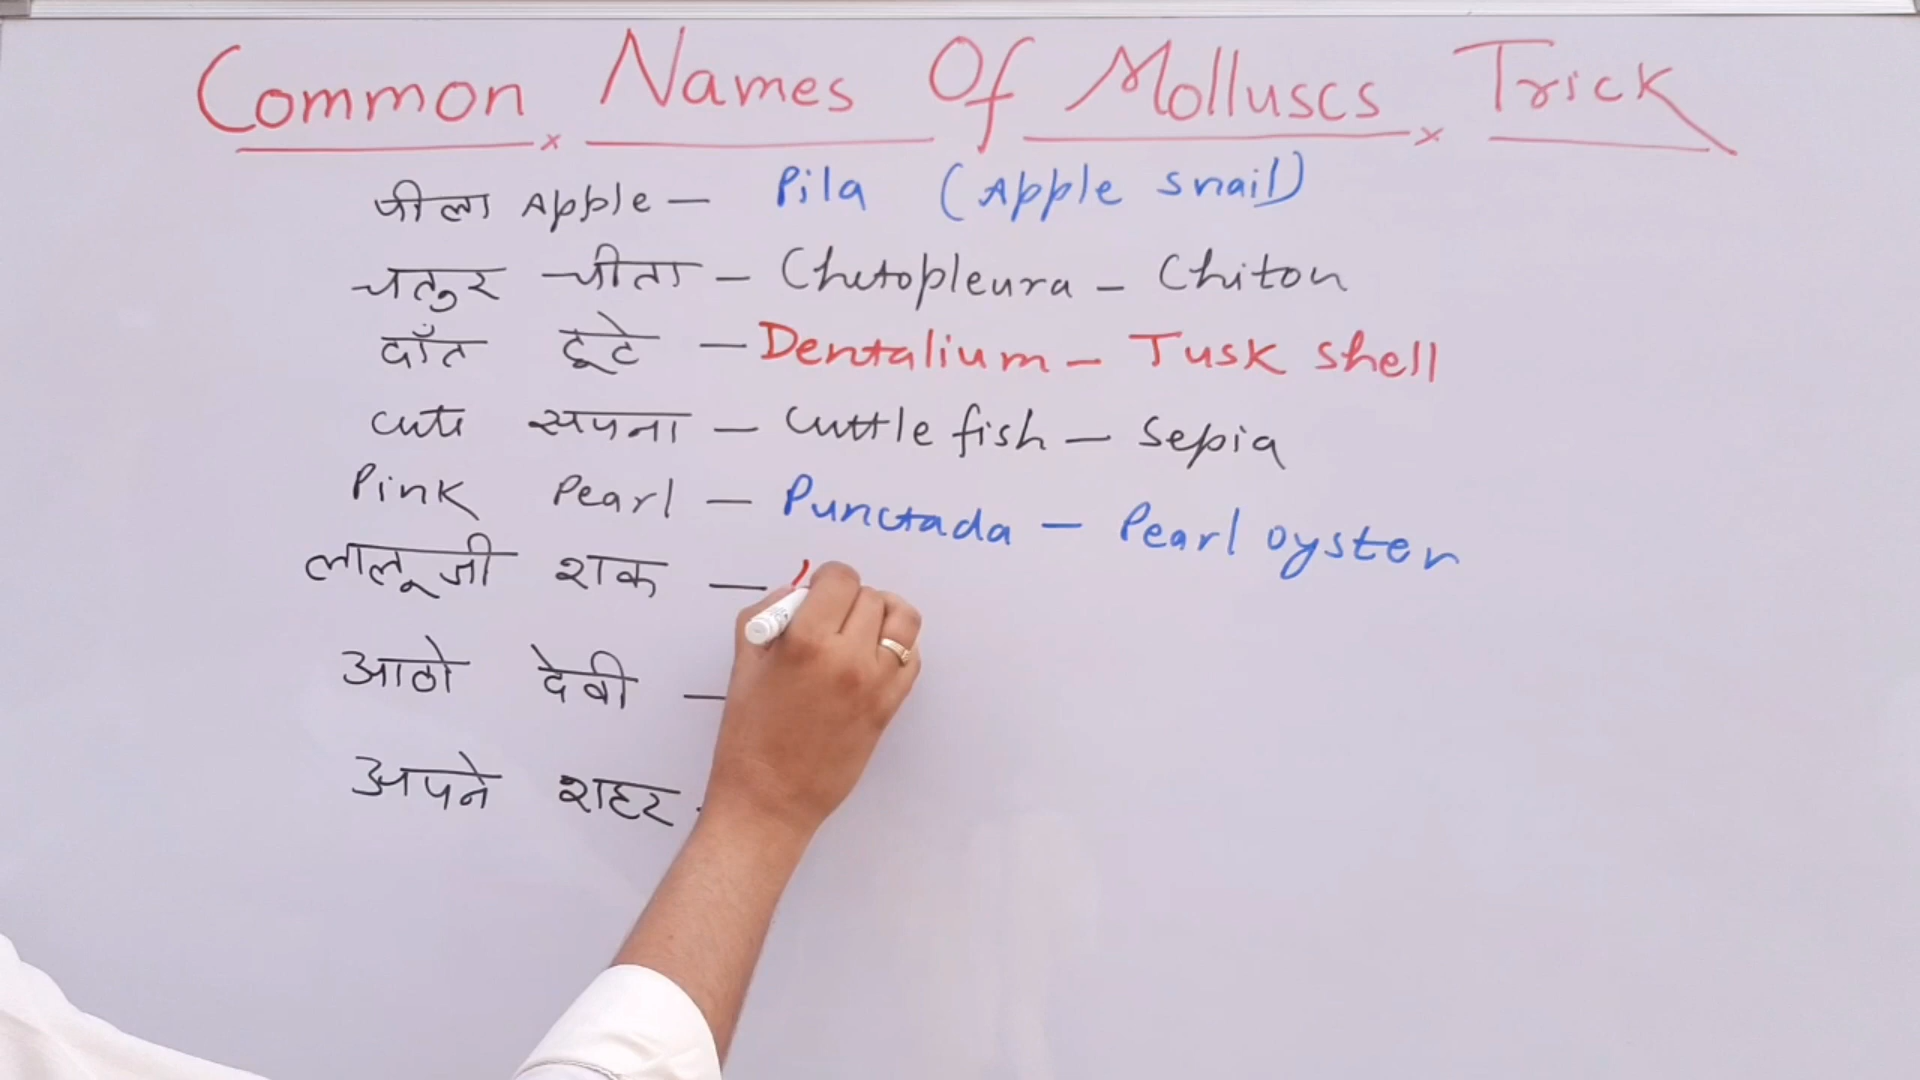 Common Names Of Molluscs Trick
पीला Apple - Pila (Apple snail)
चतुर चीता - Chetopleura - Chiton
दाँत टूटे - Dentalium - Tusk shell
cute सपना - Cuttle fish - Sepia
Pink Pearl - Punctada - Pearl oyster
लालूजी शक -
आठो देवी -
अपने शहर -